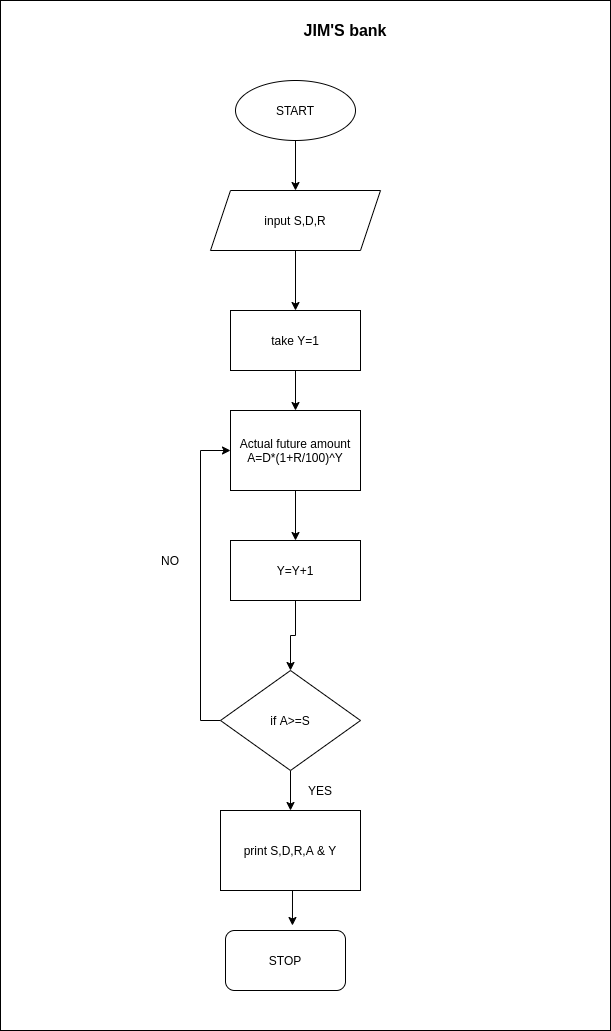 JIM'S bank
START
input S,D,R
take Y=1
Actual future amount
A=D*(1+R/100)^Y
NO
Y=Y+1
if A>=S
YES
print S,D,R,A & Y
STOP